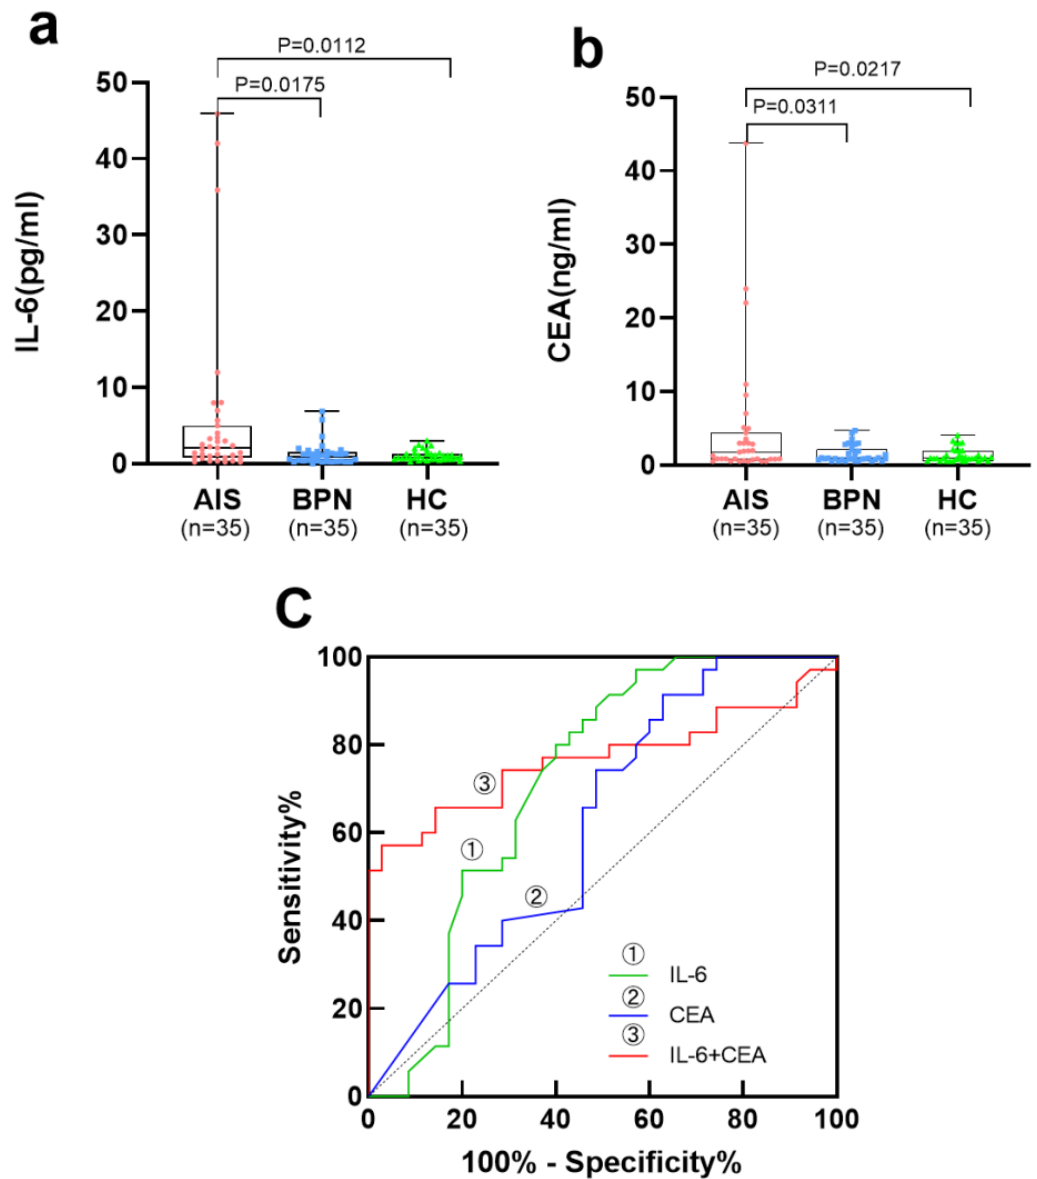 a
P=0.0112
P=0.0175
IL-6(pg/ml)
50
40
30
20
10
0
AIS
BPN
HC
(n=35)
(n=35)
(n=35)
b
P=0.0217
P=0.0311
CEA(ng/ml)
50
40
30
20
10
0
AIS
BPN
HC
(n=35)
(n=35)
(n=35)
C
Sensitivity%
100
80
60
40
20
0
③
①
②
① IL-6
② CEA
③ IL-6+CEA
0 20 40 60 80 100
100% - Specificity%